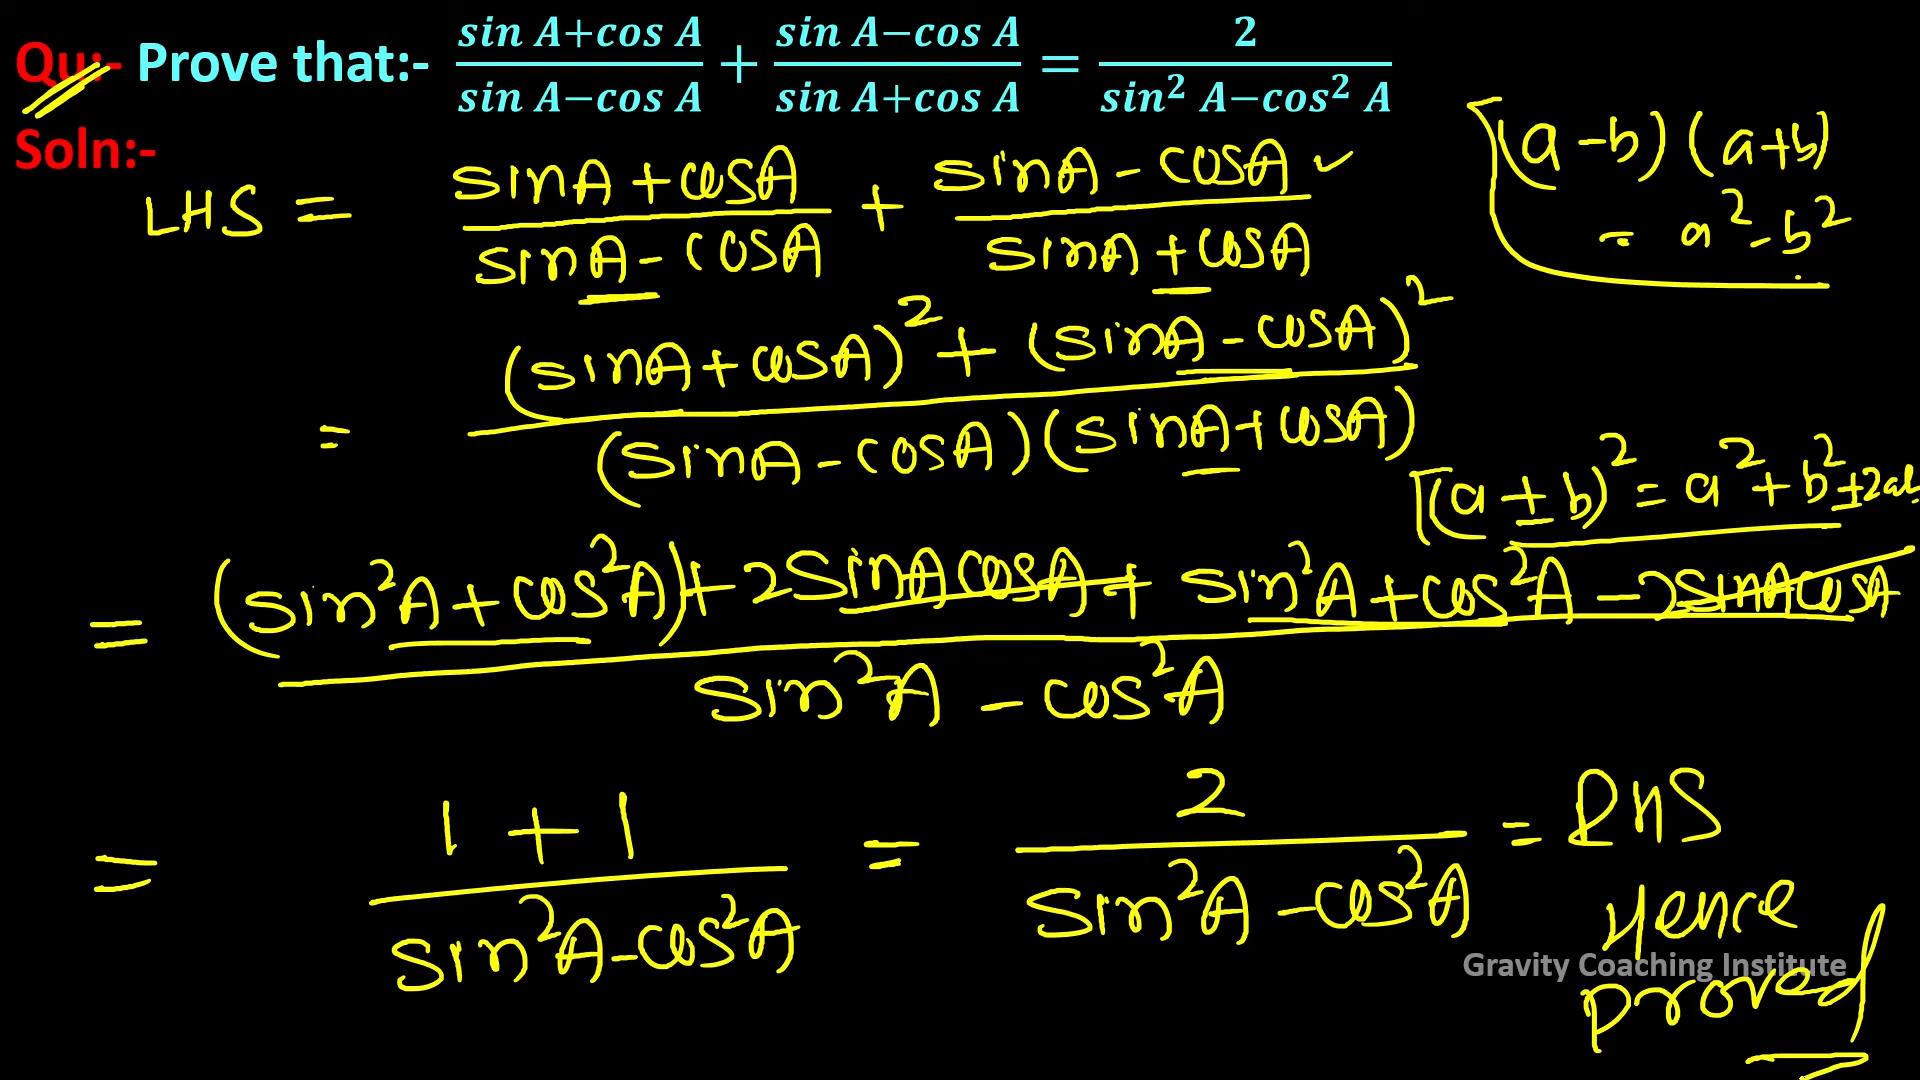 Qu:- Prove that:- (sin A+cos A)/(sin A−cos A) + (sin A−cos A)/(sin A+cos A) = 2/(sin² A−cos² A)
Soln:-
[(a-b)(a+b)
= a²-b²
LHS = (sinA+cosA)/(sinA-cosA) + (sinA-cosA)/(sinA+cosA) ✓
= ((sinA+cosA)²+(sinA-cosA)²)/((sinA-cosA)(sinA+cosA))
[(a±b)²=a²+b²±2ab
= ((sin²A+cos²A)+2sinAcosA+sin²A+cos²A-2sinAcosA)/(sin²A-cos²A)
= (1+1)/(sin²A-cos²A) = 2/(sin²A-cos²A) = RHS
Hence
proved
Gravity Coaching Institute